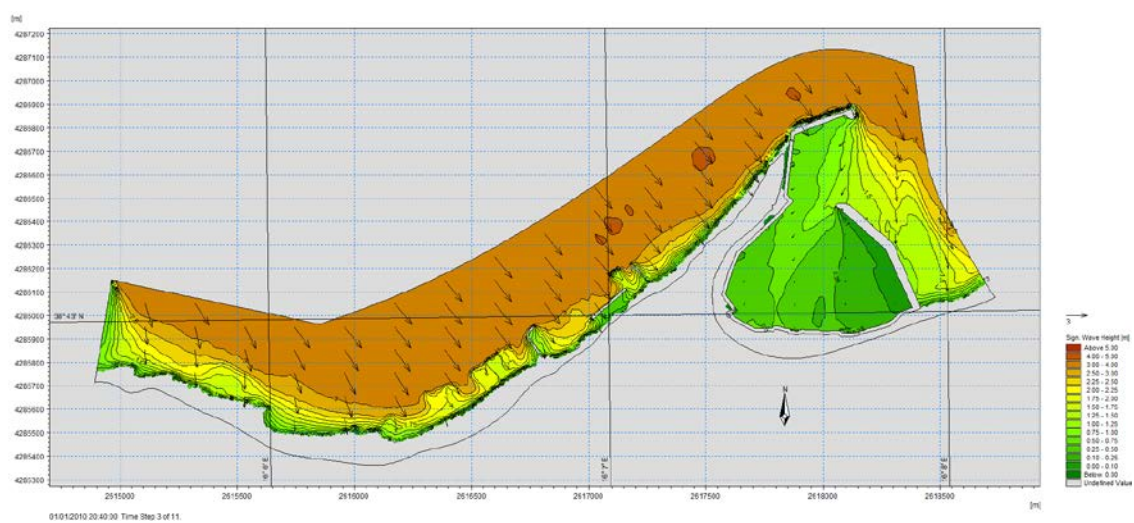 [m]
4287200
4287100
4287000
4286900
4286800
4286700
4286600
4286500
4286400
4286300
4286200
4286100
4286000
38°43' N
4285900
4285800
4285700
4285600
4285500
4285400
4285300
2615000
2615500
2616000
2616500
2617000
2617500
2618000
2618500
[m]
N
3
Sign. Wave Height [m]
Above 5.00
4.00 - 5.00
3.00 - 4.00
2.50 - 3.00
2.25 - 2.50
2.00 - 2.25
1.75 - 2.00
1.50 - 1.75
1.25 - 1.50
1.00 - 1.25
0.75 - 1.00
0.50 - 0.75
0.25 - 0.50
0.10 - 0.25
0.00 - 0.10
Below 0.00
Undefined Value
01/01/2010 20:40:00 Time Step 3 of 11.